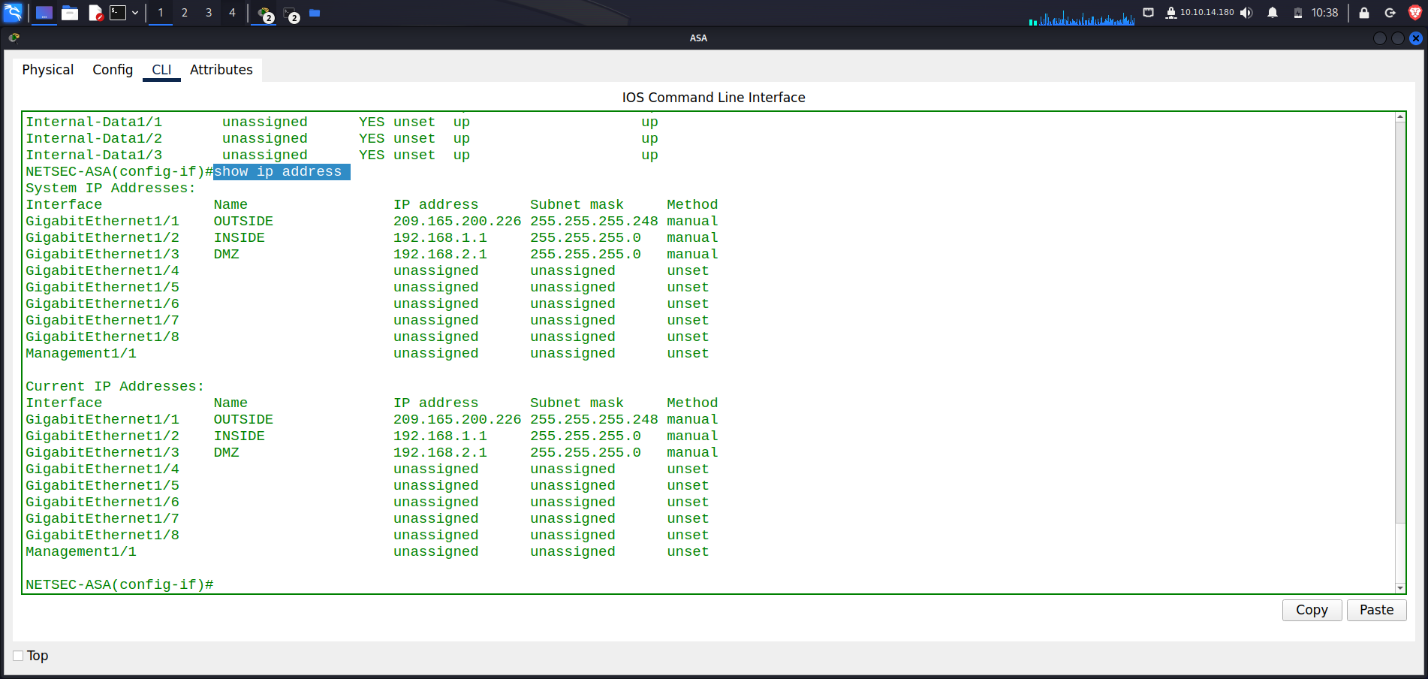 1 2 3 4 2 2 10.10.14.180 10:38
ASA
Physical Config CLI Attributes
IOS Command Line Interface
Internal-Data1/1 unassigned YES unset up up
Internal-Data1/2 unassigned YES unset up up
Internal-Data1/3 unassigned YES unset up up
NETSEC-ASA(config-if)#show ip address
System IP Addresses:
Interface Name IP address Subnet mask Method
GigabitEthernet1/1 OUTSIDE 209.165.200.226 255.255.255.248 manual
GigabitEthernet1/2 INSIDE 192.168.1.1 255.255.255.0 manual
GigabitEthernet1/3 DMZ 192.168.2.1 255.255.255.0 manual
GigabitEthernet1/4 unassigned unassigned unset
GigabitEthernet1/5 unassigned unassigned unset
GigabitEthernet1/6 unassigned unassigned unset
GigabitEthernet1/7 unassigned unassigned unset
GigabitEthernet1/8 unassigned unassigned unset
Management1/1 unassigned unassigned unset
Current IP Addresses:
Interface Name IP address Subnet mask Method
GigabitEthernet1/1 OUTSIDE 209.165.200.226 255.255.255.248 manual
GigabitEthernet1/2 INSIDE 192.168.1.1 255.255.255.0 manual
GigabitEthernet1/3 DMZ 192.168.2.1 255.255.255.0 manual
GigabitEthernet1/4 unassigned unassigned unset
GigabitEthernet1/5 unassigned unassigned unset
GigabitEthernet1/6 unassigned unassigned unset
GigabitEthernet1/7 unassigned unassigned unset
GigabitEthernet1/8 unassigned unassigned unset
Management1/1 unassigned unassigned unset
NETSEC-ASA(config-if)#
Copy Paste
Top